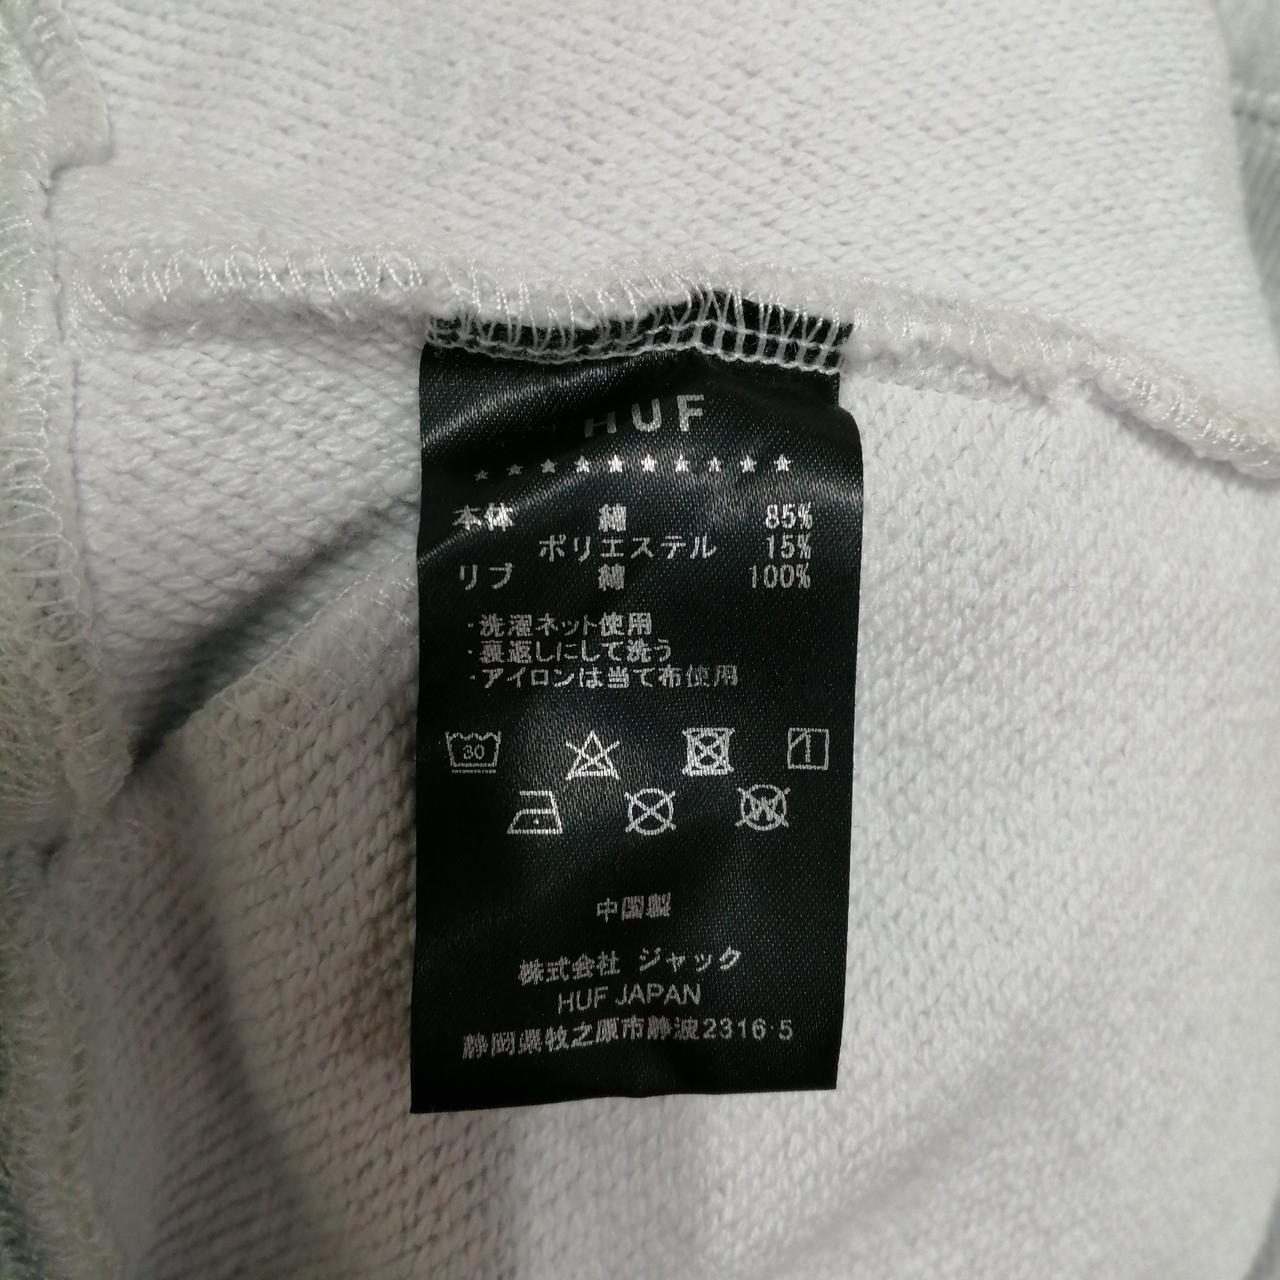 HUF
★★★★★★★★★★
本体 綿 85%
ポリエステル 15%
リブ 綿 100%
・洗濯ネット使用
・裏返しにして洗う
・アイロンは当て布使用
30
W
中国製
株式会社 ジャック
HUF JAPAN
静岡県牧之原市静波2316-5